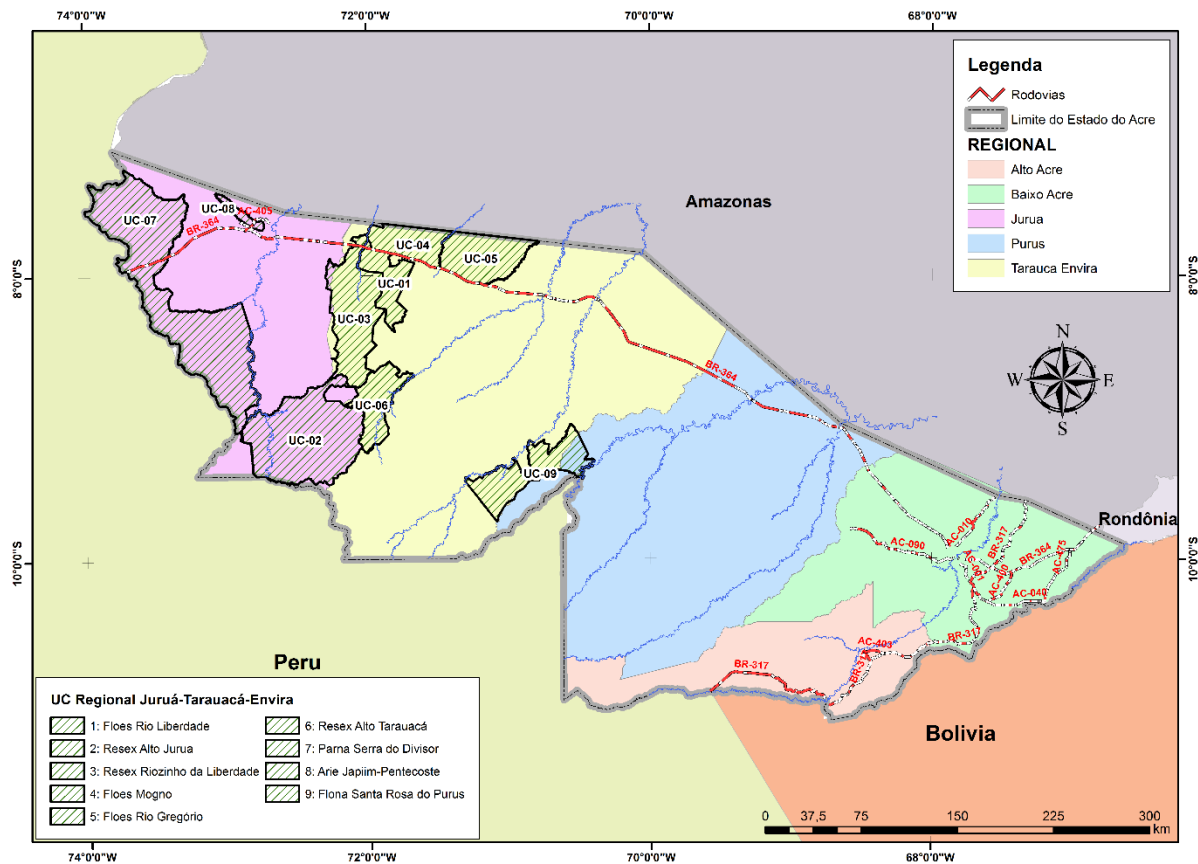 74°0'0"W
72°0'0"W
70°0'0"W
68°0'0"W
Legenda
Rodovias
Limite do Estado do Acre
REGIONAL
Alto Acre
Baixo Acre
Jurua
Purus
Tarauca Envira
Amazonas
UC-07
UC-08
AC-405
BR-364
UC-04
UC-05
UC-01
UC-03
UC-06
UC-02
UC-09
BR-364
8°0'0"S
8°0'0"S
N
W
E
S
Rondônia
AC-010
BR-317
AC-090
BR-364
AC-475
AC-400
AC-040
10°0'0"S
10°0'0"S
BR-317
AC-403
BR-317
BR-317
Peru
Bolivia
UC Regional Juruá-Tarauacá-Envira
1: Floes Rio Liberdade
2: Resex Alto Jurua
3: Resex Riozinho da Liberdade
4: Floes Mogno
5: Floes Rio Gregório
6: Resex Alto Tarauacá
7: Parna Serra do Divisor
8: Arie Japiim-Pentecoste
9: Flona Santa Rosa do Purus
0 37,5 75 150 225 300
km
74°0'0"W
72°0'0"W
70°0'0"W
68°0'0"W